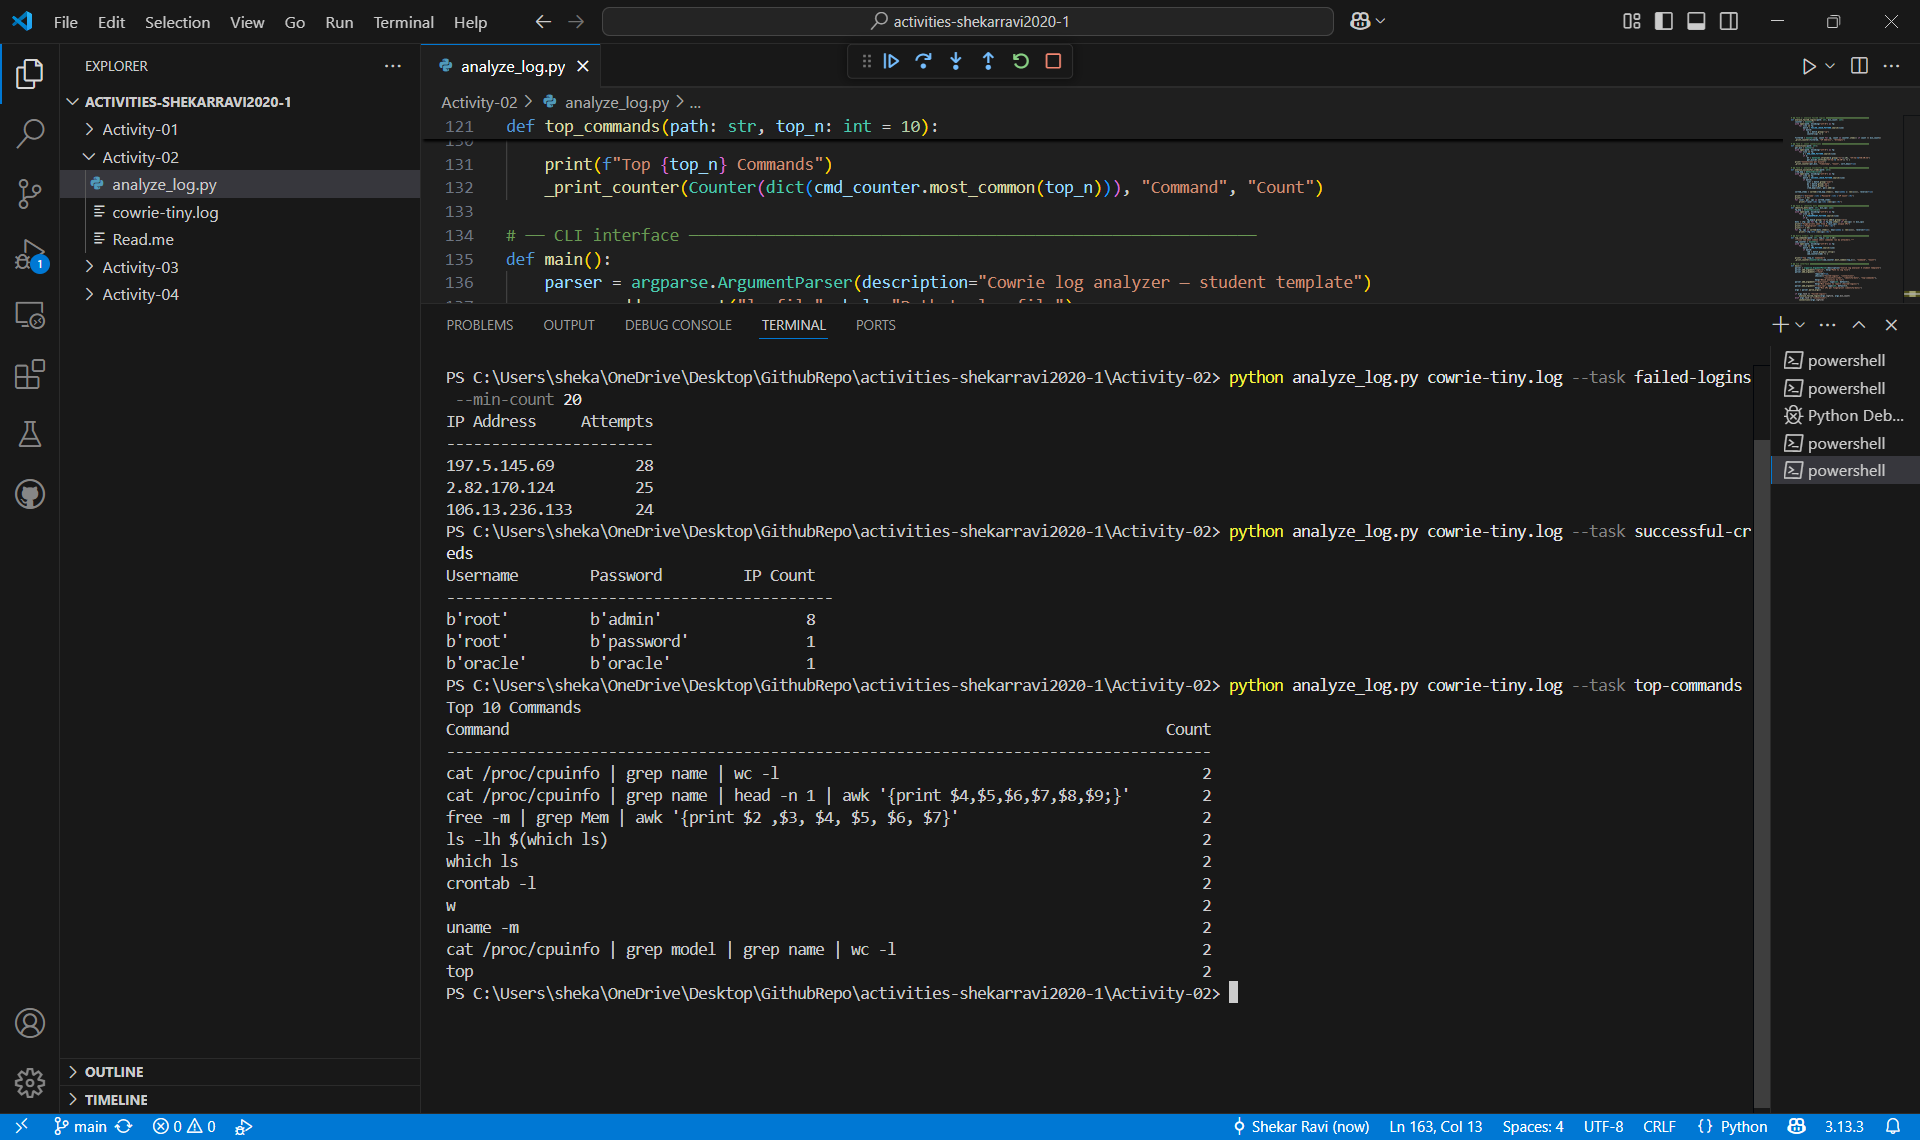 File Edit Selection View Go Run Terminal Help
activities-shekarravi2020-1
EXPLORER
ACTIVITIES-SHEKARRAVI2020-1
Activity-01
Activity-02
analyze_log.py
cowrie-tiny.log
Read.me
Activity-03
Activity-04
1
OUTLINE
TIMELINE
analyze_log.py
Activity-02 > analyze_log.py > ...
121 def top_commands(path: str, top_n: int = 10):
130
131 print(f"Top {top_n} Commands")
132 _print_counter(Counter(dict(cmd_counter.most_common(top_n))), "Command", "Count")
133
134 # ── CLI interface ──────────────────────────────
135 def main():
136 parser = argparse.ArgumentParser(description="Cowrie log analyzer — student template")
PROBLEMS OUTPUT DEBUG CONSOLE TERMINAL PORTS
PS C:\Users\sheka\OneDrive\Desktop\GithubRepo\activities-shekarravi2020-1\Activity-02> python analyze_log.py cowrie-tiny.log --task failed-logins
--min-count 20
IP Address Attempts
-----------------------
197.5.145.69 28
2.82.170.124 25
106.13.236.133 24
PS C:\Users\sheka\OneDrive\Desktop\GithubRepo\activities-shekarravi2020-1\Activity-02> python analyze_log.py cowrie-tiny.log --task successful-cr
eds
Username Password IP Count
-------------------------------------------
b'root' b'admin' 8
b'root' b'password' 1
b'oracle' b'oracle' 1
PS C:\Users\sheka\OneDrive\Desktop\GithubRepo\activities-shekarravi2020-1\Activity-02> python analyze_log.py cowrie-tiny.log --task top-commands
Top 10 Commands
Command Count
-------------------------------------------------------------------------------------
cat /proc/cpuinfo | grep name | wc -l 2
cat /proc/cpuinfo | grep name | head -n 1 | awk '{print $4,$5,$6,$7,$8,$9;}' 2
free -m | grep Mem | awk '{print $2 ,$3, $4, $5, $6, $7}' 2
ls -lh $(which ls) 2
which ls 2
crontab -l 2
w 2
uname -m 2
cat /proc/cpuinfo | grep model | grep name | wc -l 2
top 2
PS C:\Users\sheka\OneDrive\Desktop\GithubRepo\activities-shekarravi2020-1\Activity-02>
powershell
powershell
Python Deb...
powershell
powershell
main 0 0 Shekar Ravi (now) Ln 163, Col 13 Spaces: 4 UTF-8 CRLF {} Python 3.13.3